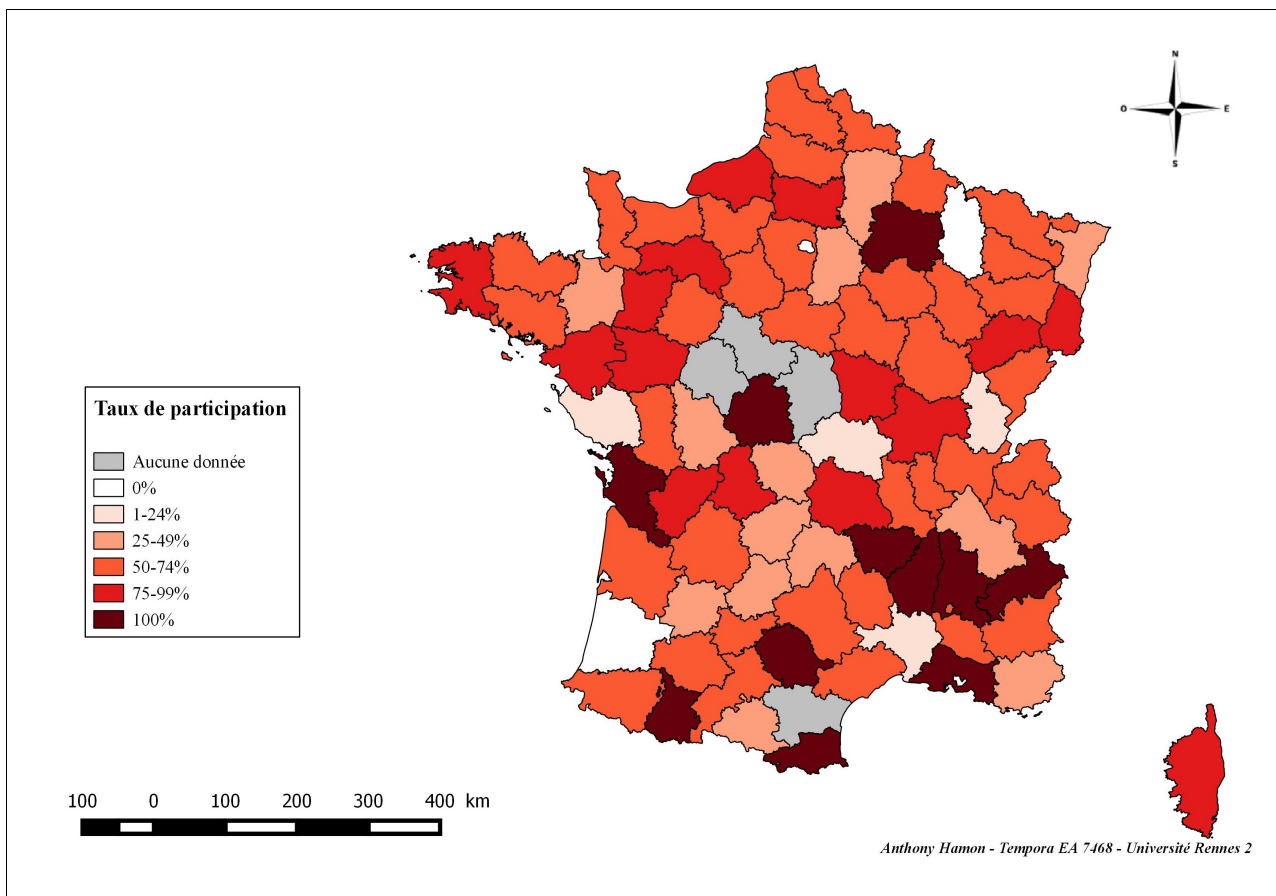 N
O
E
S
Taux de participation
Aucune donnée
0%
1-24%
25-49%
50-74%
75-99%
100%
100 0 100 200 300 400 km
Anthony Hamon - Tempora EA 7468 - Université Rennes 2